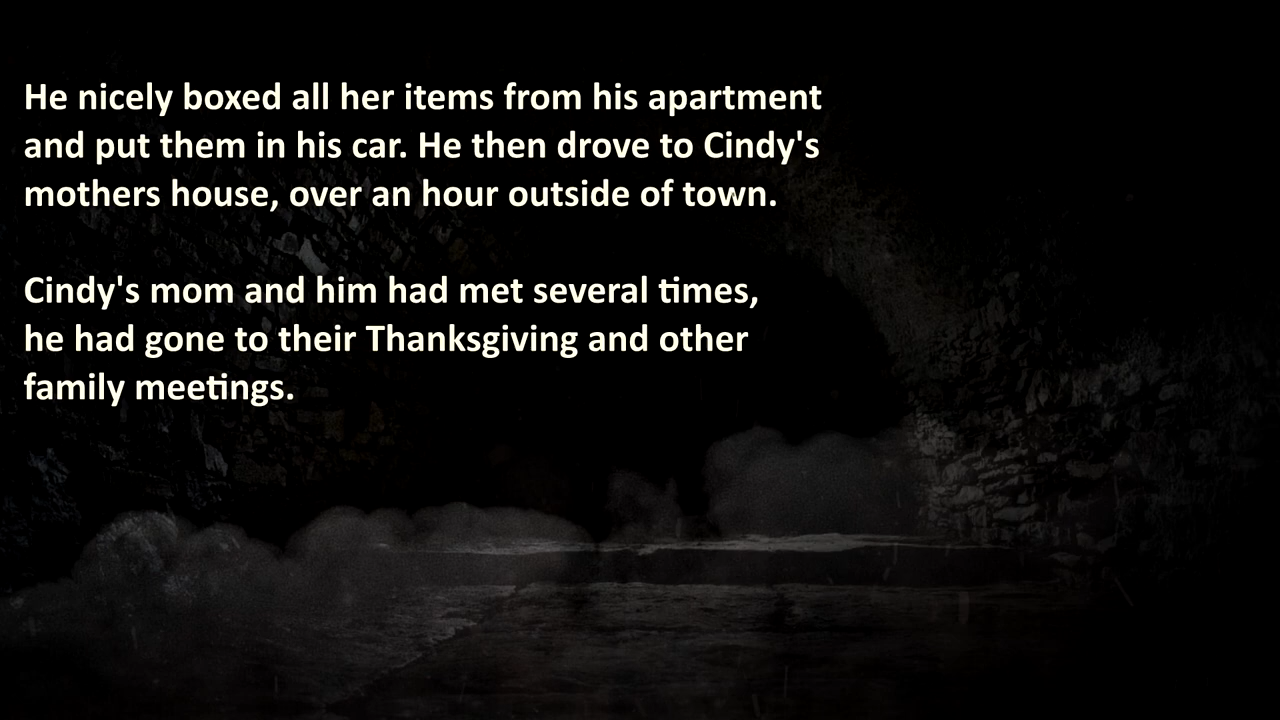 He nicely boxed all her items from his apartment
and put them in his car. He then drove to Cindy's
mothers house, over an hour outside of town.
Cindy's mom and him had met several times,
he had gone to their Thanksgiving and other
family meetings.